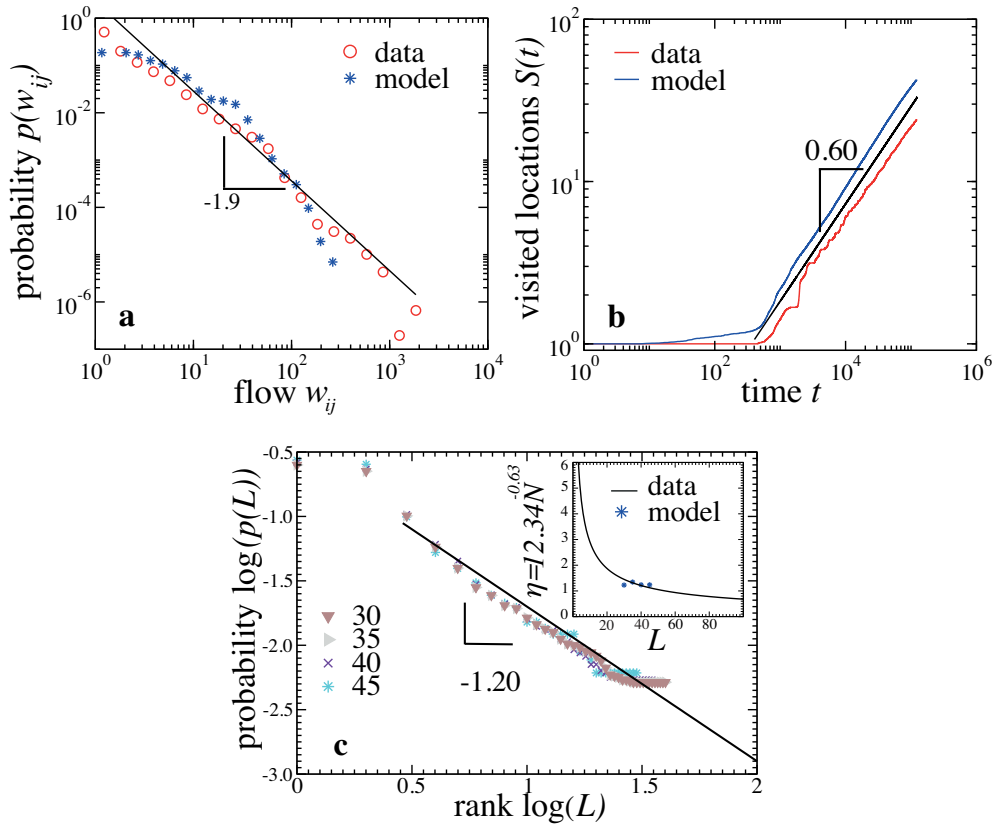 10^0
10^-2
10^-4
10^-6
probability p(w_ij)
data
model
-1.9
a
10^0 10^1 10^2 10^3 10^4
flow w_ij
10^2
10^1
10^0
visited locations S(t)
data
model
0.60
b
10^0 10^2 10^4 10^6
time t
-0.5
-1.0
-1.5
-2.0
-2.5
-3.0
probability log(p(L))
30
35
40
45
-1.20
c
0 0.5 1 1.5 2
rank log(L)
η=12.34N^-0.63
6
5
4
3
2
1
0
data
model
20 40 60 80
L